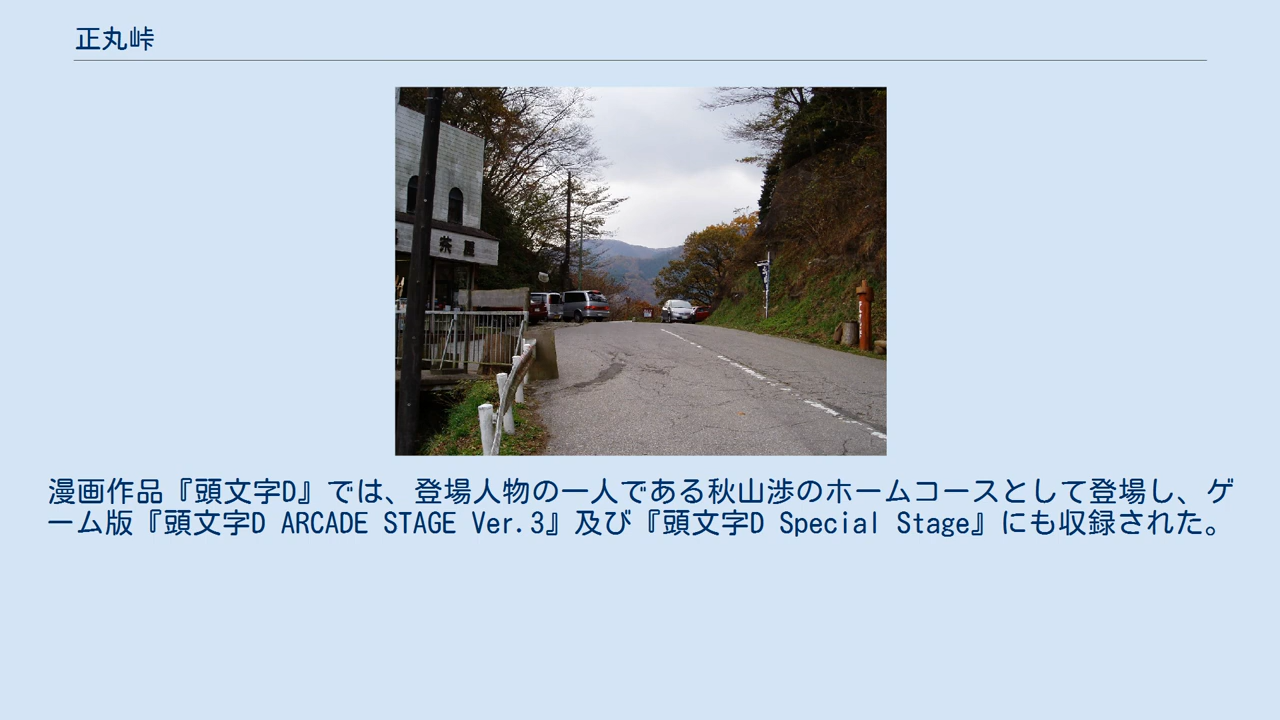 正丸峠
茶屋
漫画作品『頭文字D』では、登場人物の一人である秋山渉のホームコースとして登場し、ゲ
ーム版『頭文字D ARCADE STAGE Ver.3』及び『頭文字D Special Stage』にも収録された。